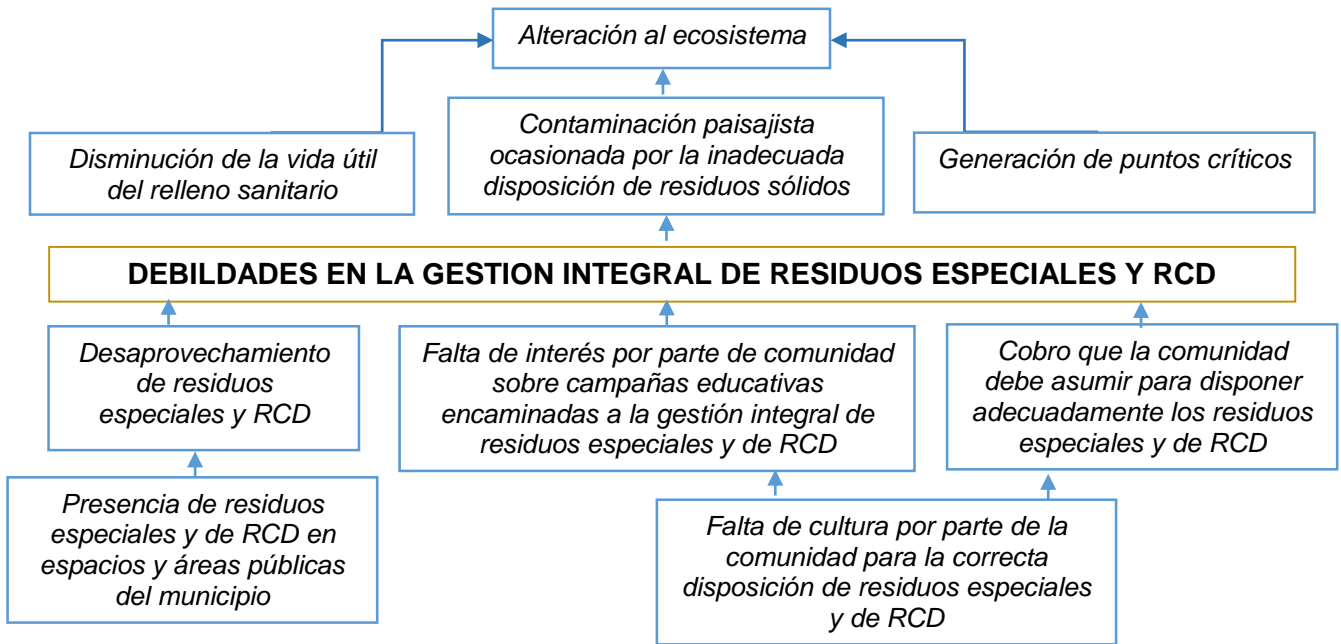 Alteración al ecosistema
Disminución de la vida útil
del relleno sanitario
Contaminación paisajista
ocasionada por la inadecuada
disposición de residuos sólidos
Generación de puntos críticos
DEBILDADES EN LA GESTION INTEGRAL DE RESIDUOS ESPECIALES Y RCD
Desaprovechamiento
de residuos
especiales y RCD
Falta de interés por parte de comunidad
sobre campañas educativas
encaminadas a la gestión integral de
residuos especiales y de RCD
Cobro que la comunidad
debe asumir para disponer
adecuadamente los residuos
especiales y de RCD
Presencia de residuos
especiales y de RCD en
espacios y áreas públicas
del municipio
Falta de cultura por parte de la
comunidad para la correcta
disposición de residuos especiales
y de RCD